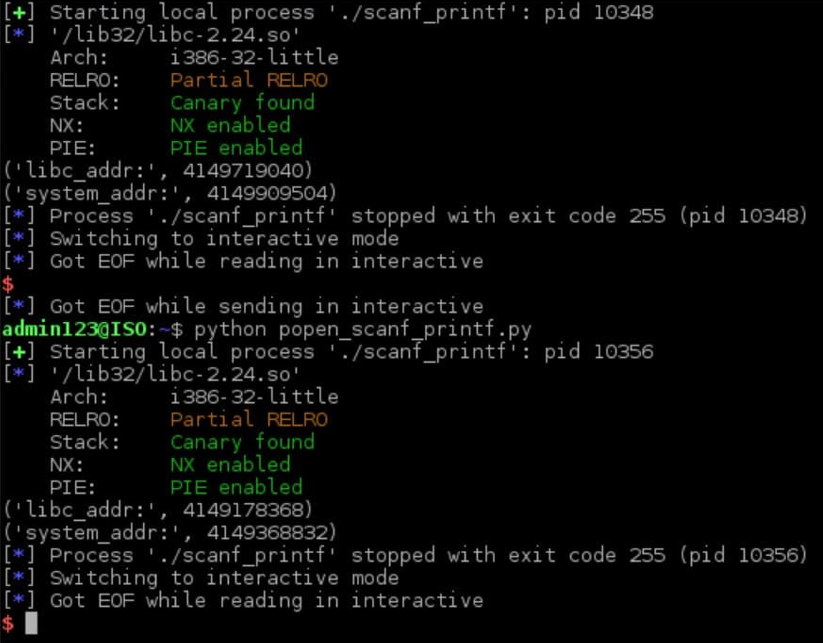 [+] Starting local process './scanf_printf': pid 10348
[*] '/lib32/libc-2.24.so'
    Arch:     i386-32-little
    RELRO:    Partial RELRO
    Stack:    Canary found
    NX:       NX enabled
    PIE:      PIE enabled
('libc_addr:', 4149719040)
('system_addr:', 4149909504)
[*] Process './scanf_printf' stopped with exit code 255 (pid 10348)
[*] Switching to interactive mode
[*] Got EOF while reading in interactive
$
[*] Got EOF while sending in interactive
admin123@ISO:~$ python popen_scanf_printf.py
[+] Starting local process './scanf_printf': pid 10356
[*] '/lib32/libc-2.24.so'
    Arch:     i386-32-little
    RELRO:    Partial RELRO
    Stack:    Canary found
    NX:       NX enabled
    PIE:      PIE enabled
('libc_addr:', 4149178368)
('system_addr:', 4149368832)
[*] Process './scanf_printf' stopped with exit code 255 (pid 10356)
[*] Switching to interactive mode
[*] Got EOF while reading in interactive
$